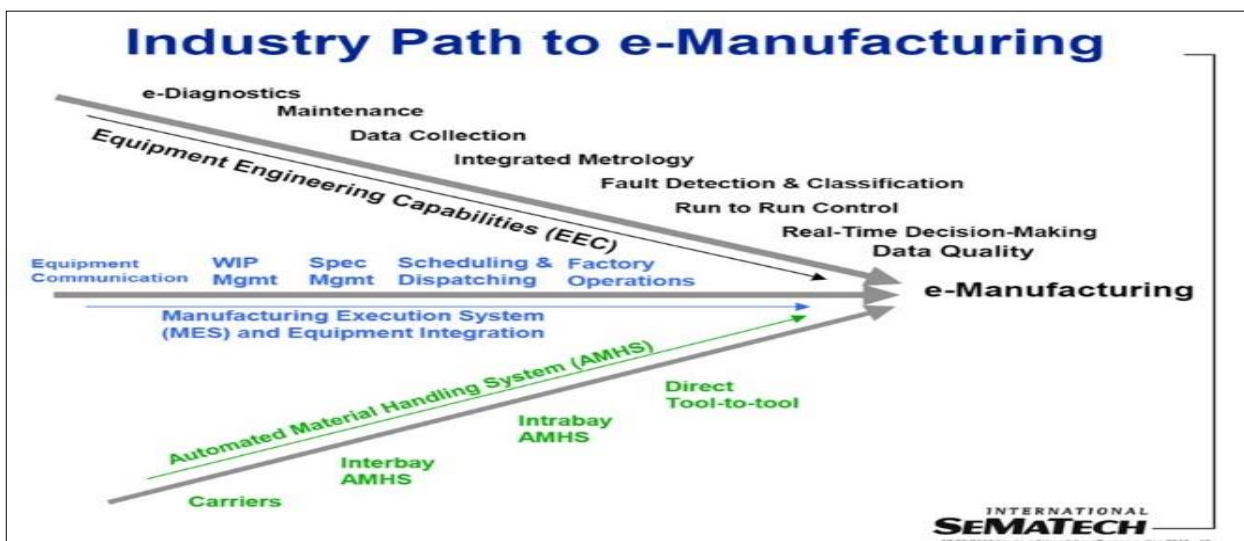 Industry Path to e-Manufacturing
e-Diagnostics
Maintenance
Data Collection
Integrated Metrology
Fault Detection & Classification
Run to Run Control
Real-Time Decision-Making
Data Quality
Equipment Engineering Capabilities (EEC)
Equipment
Communication
WIP
Mgmt
Spec
Mgmt
Scheduling &
Dispatching
Factory
Operations
e-Manufacturing
Manufacturing Execution System
(MES) and Equipment Integration
Automated Material Handling System (AMHS)
Direct
Tool-to-tool
Intrabay
AMHS
Interbay
AMHS
Carriers
INTERNATIONAL
SEMATECH